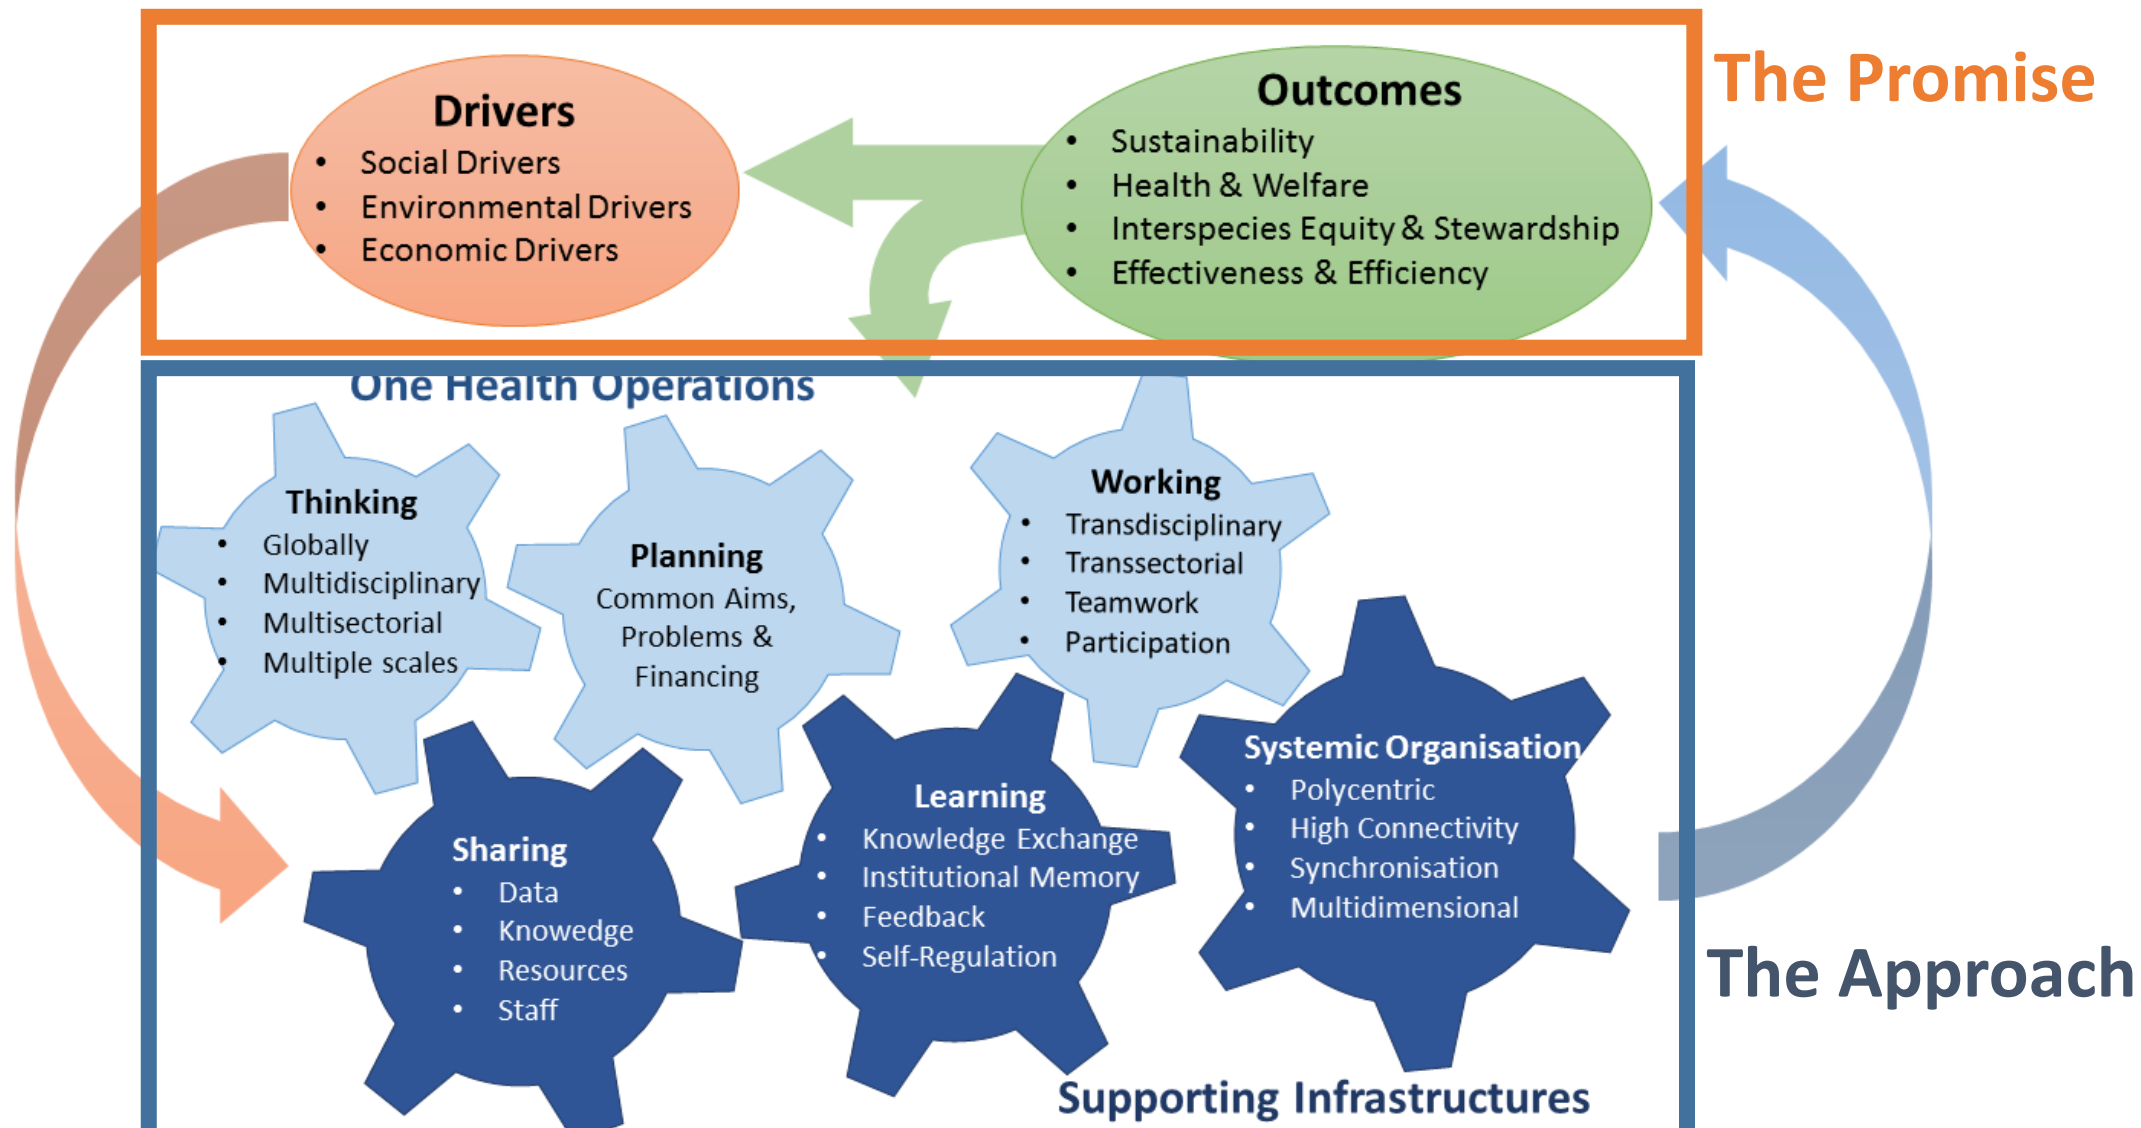 The Promise
Drivers
• Social Drivers
• Environmental Drivers
• Economic Drivers
Outcomes
• Sustainability
• Health & Welfare
• Interspecies Equity & Stewardship
• Effectiveness & Efficiency
One Health Operations
Thinking
• Globally
• Multidisciplinary
• Multisectorial
• Multiple scales
Planning
Common Aims,
Problems &
Financing
Working
• Transdisciplinary
• Transsectorial
• Teamwork
• Participation
Sharing
• Data
• Knowedge
• Resources
• Staff
Learning
• Knowledge Exchange
• Institutional Memory
• Feedback
• Self-Regulation
Systemic Organisation
• Polycentric
• High Connectivity
• Synchronisation
• Multidimensional
The Approach
Supporting Infrastructures